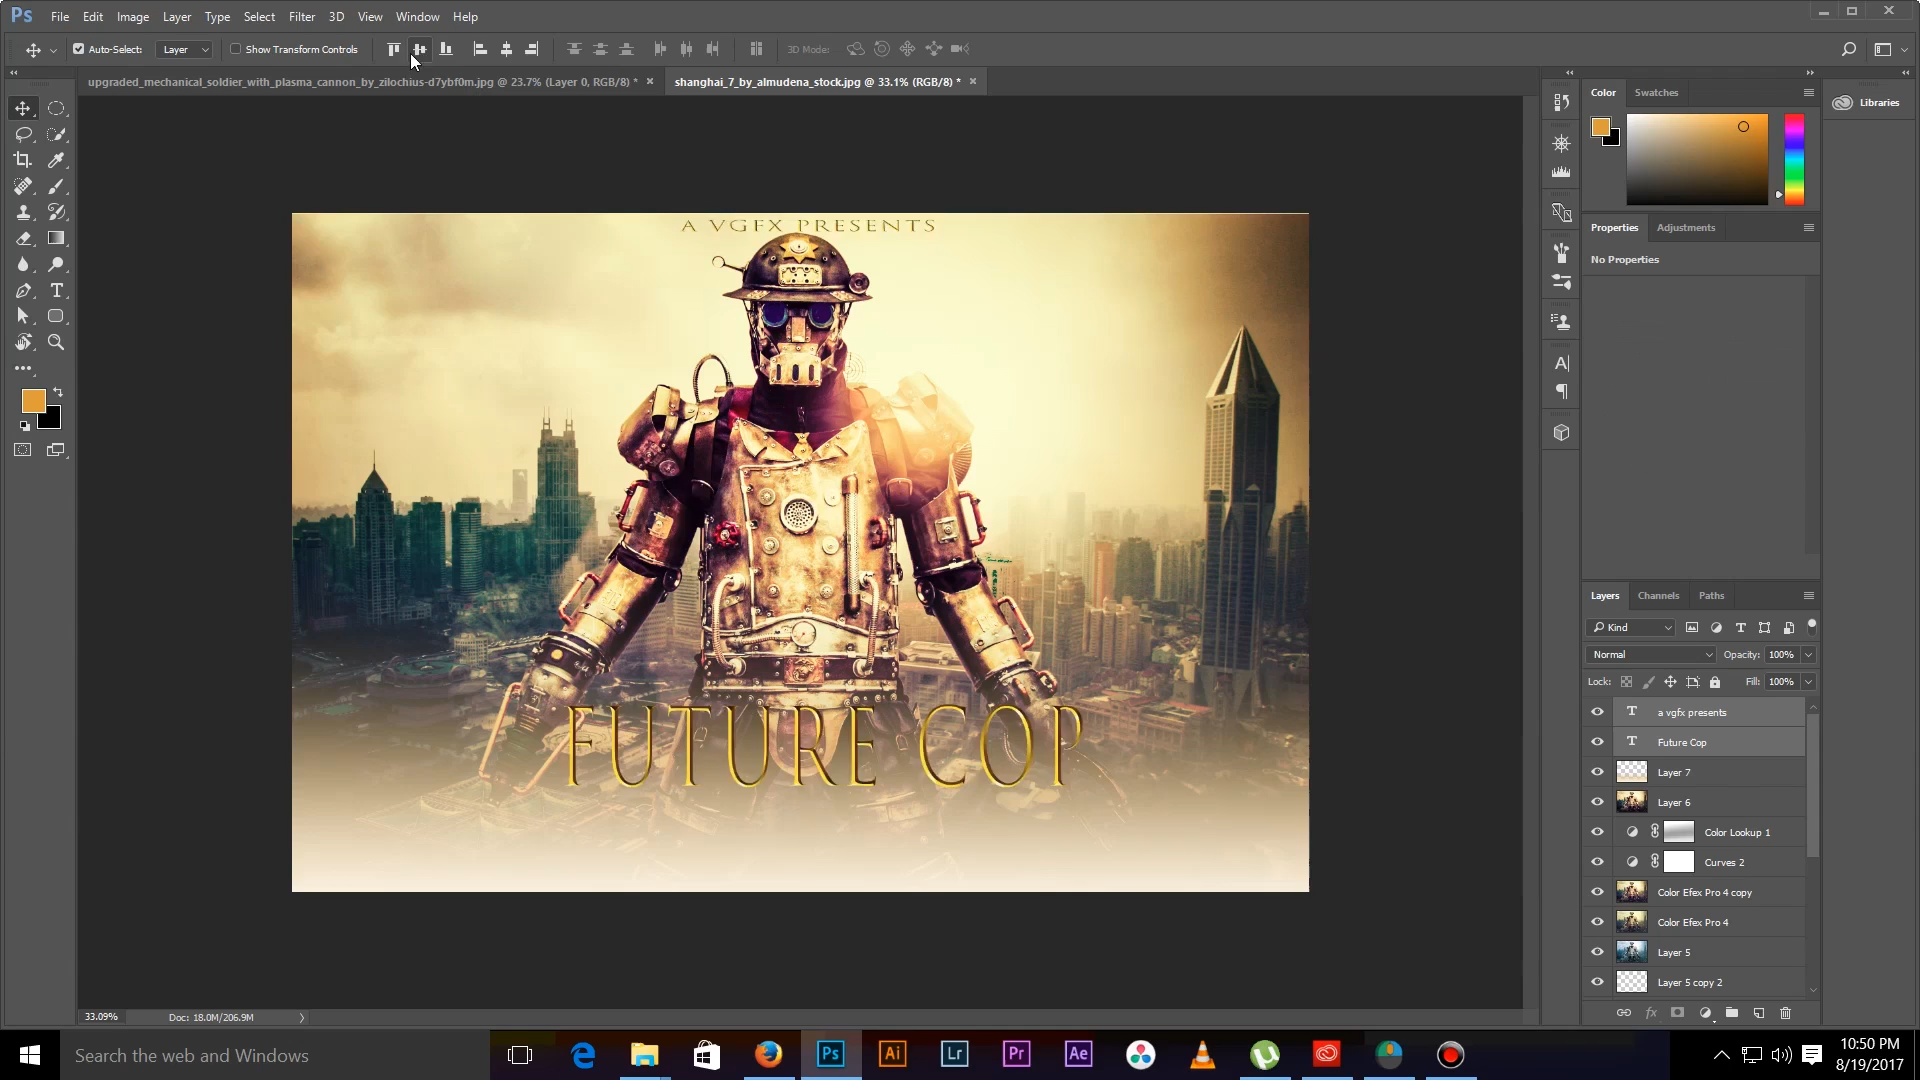 Ps File Edit Image Layer Type Select Filter 3D View Window Help
Auto-Select: Layer Show Transform Controls 3D Mode:
upgraded_mechanical_soldier_with_plasma_cannon_by_zilochius-d7ybf0m.jpg @ 23.7% (Layer 0, RGB/8) * ×
shanghai_7_by_almudena_stock.jpg @ 33.1% (RGB/8) * ×
A VGFX PRESENTS
FUTURE COP
Color Swatches
Libraries
Properties Adjustments
No Properties
Layers Channels Paths
Kind
Normal Opacity: 100%
Lock: Fill: 100%
a vgfx presents
Future Cop
Layer 7
Layer 6
Color Lookup 1
Curves 2
Color Efex Pro 4 copy
Color Efex Pro 4
Layer 5
Layer 5 copy 2
33.09% Doc: 18.0M/206.9M
Search the web and Windows
Ps Ai Lr Pr Ae
10:50 PM
8/19/2017